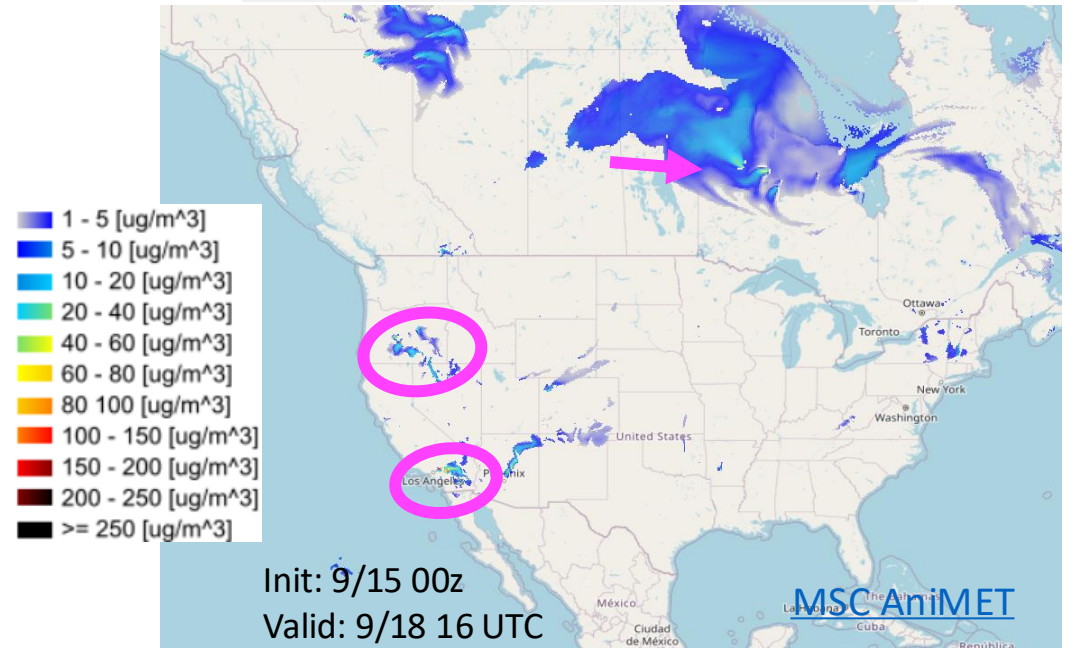 1 - 5 [ug/m^3]
5 - 10 [ug/m^3]
10 - 20 [ug/m^3]
20 - 40 [ug/m^3]
40 - 60 [ug/m^3]
60 - 80 [ug/m^3]
80 100 [ug/m^3]
100 - 150 [ug/m^3]
150 - 200 [ug/m^3]
200 - 250 [ug/m^3]
>= 250 [ug/m^3]
Ottawa
Toronto
New York
Washington
United States
Los Angeles
Init: 9/15 00z
Valid: 9/18 16 UTC
MSC AniMET
México
Ciudad
de México
Cuba
República